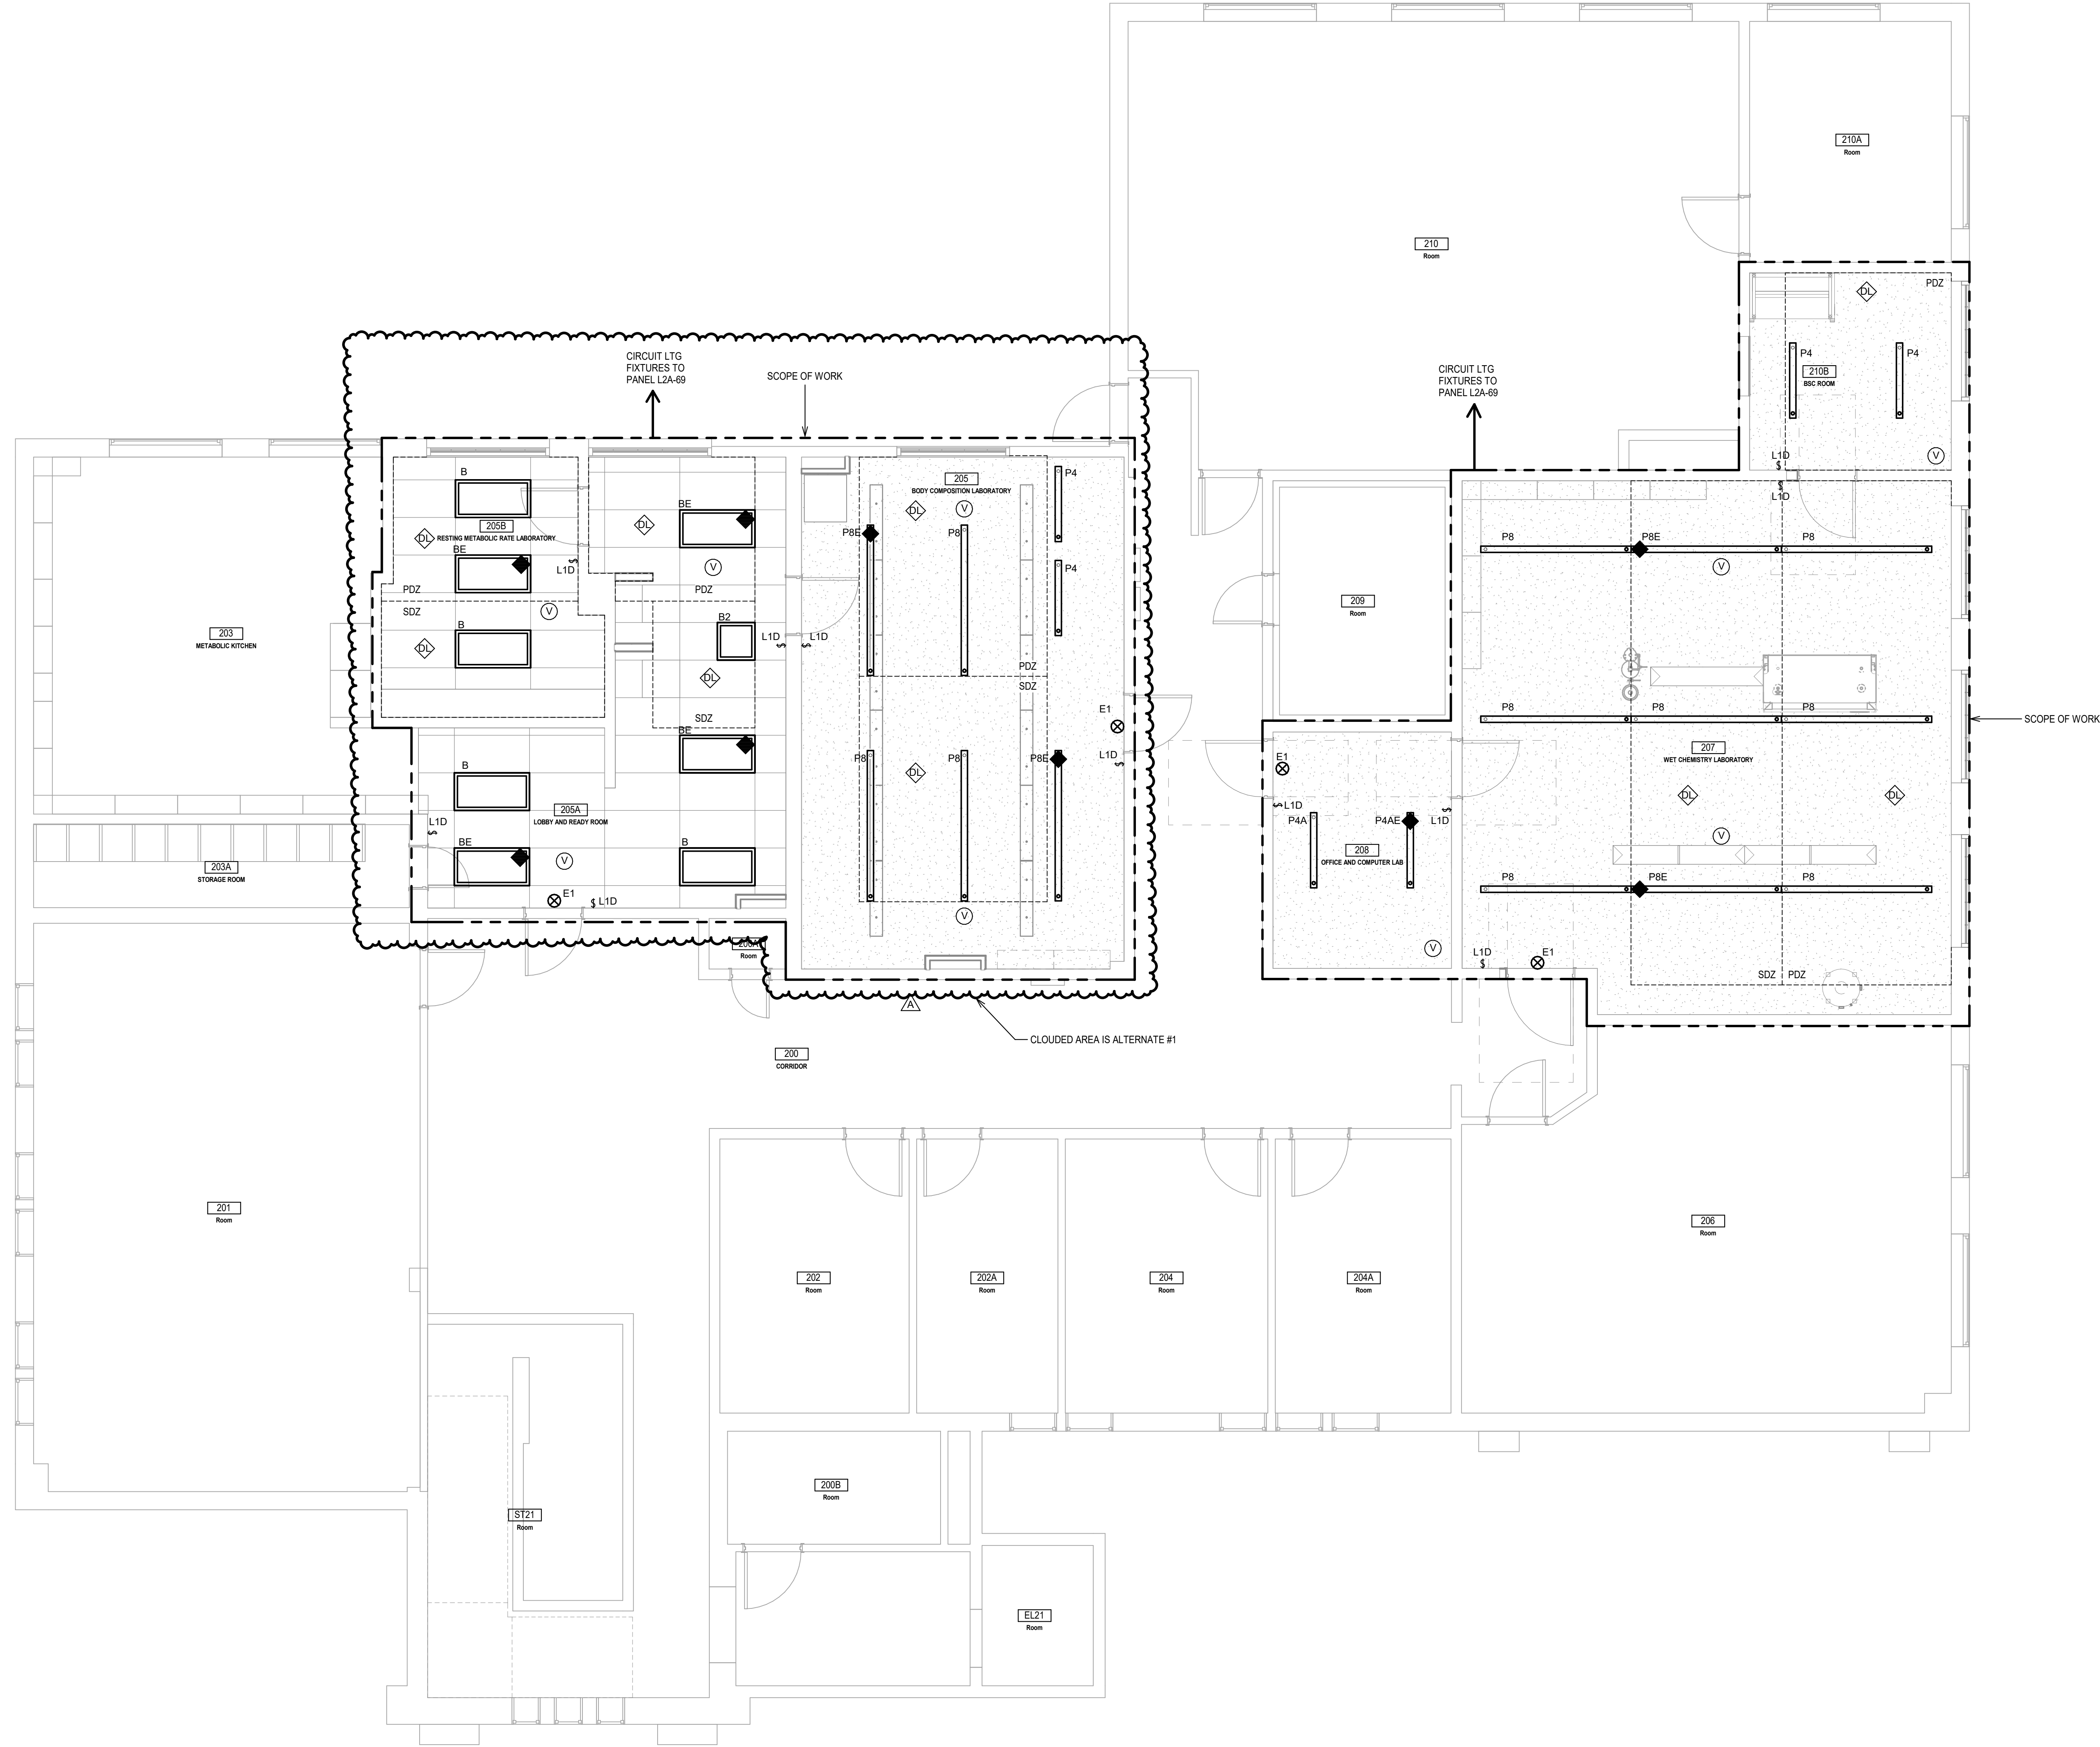 210A
Room
210
Room
PDZ
DL
P4
P4
210B
BSC ROOM
V
L1D
$
$
L1D
CIRCUIT LTG
FIXTURES TO
PANEL L2A-69
SCOPE OF WORK
CIRCUIT LTG
FIXTURES TO
PANEL L2A-69
B
205B
RESTING METABOLIC RATE LABORATORY
DL
BE
L1D
$
PDZ
SDZ
V
B
DL
BE
DL
V
PDZ
B2
DL
SDZ
BE
L1D
$
$
L1D
205
BODY COMPOSITION LABORATORY
DL
V
P4
P8E
P8
P4
PDZ
SDZ
E1
L1D
$
P8
P8
P8E
DL
V
203
METABOLIC KITCHEN
203A
STORAGE ROOM
B
205A
LOBBY AND READY ROOM
L1D
$
BE
V
B
E1
$
L1D
209
Room
P8
P8E
P8
V
P8
P8
P8
SCOPE OF WORK
207
WET CHEMISTRY LABORATORY
DL
DL
V
P8
P8E
P8
E1
$
L1D
P4A
P4AE
L1D
$
208
OFFICE AND COMPUTER LAB
V
L1D
$
E1
SDZ
PDZ
Room
A
CLOUDED AREA IS ALTERNATE #1
200
CORRIDOR
201
Room
206
Room
202
Room
202A
Room
204
Room
204A
Room
200B
Room
ST21
Room
EL21
Room